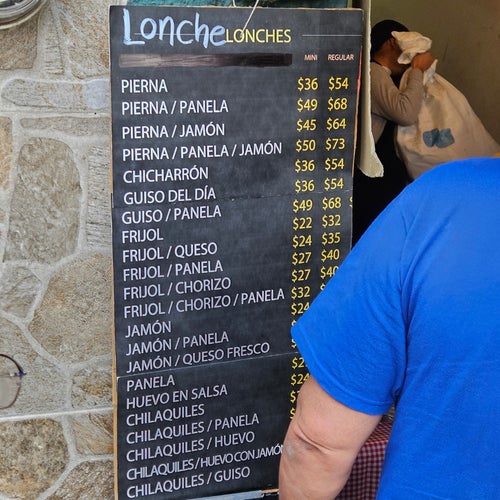 Lonche LONCHES
MINI REGULAR
PIERNA $36 $54
PIERNA / PANELA $49 $68
PIERNA / JAMÓN $45 $64
PIERNA / PANELA / JAMÓN $50 $73
CHICHARRÓN $36 $54
GUISO DEL DÍA $36 $54
GUISO / PANELA $49 $68
FRIJOL $22 $32
FRIJOL / QUESO $24 $35
FRIJOL / PANELA $27 $40
FRIJOL / CHORIZO $27 $40
FRIJOL / CHORIZO / PANELA $32
JAMÓN $24
JAMÓN / PANELA
JAMÓN / QUESO FRESCO
PANELA
HUEVO EN SALSA $24
CHILAQUILES
CHILAQUILES / PANELA
CHILAQUILES / HUEVO
CHILAQUILES / HUEVO CON JAMÓN
CHILAQUILES / GUISO